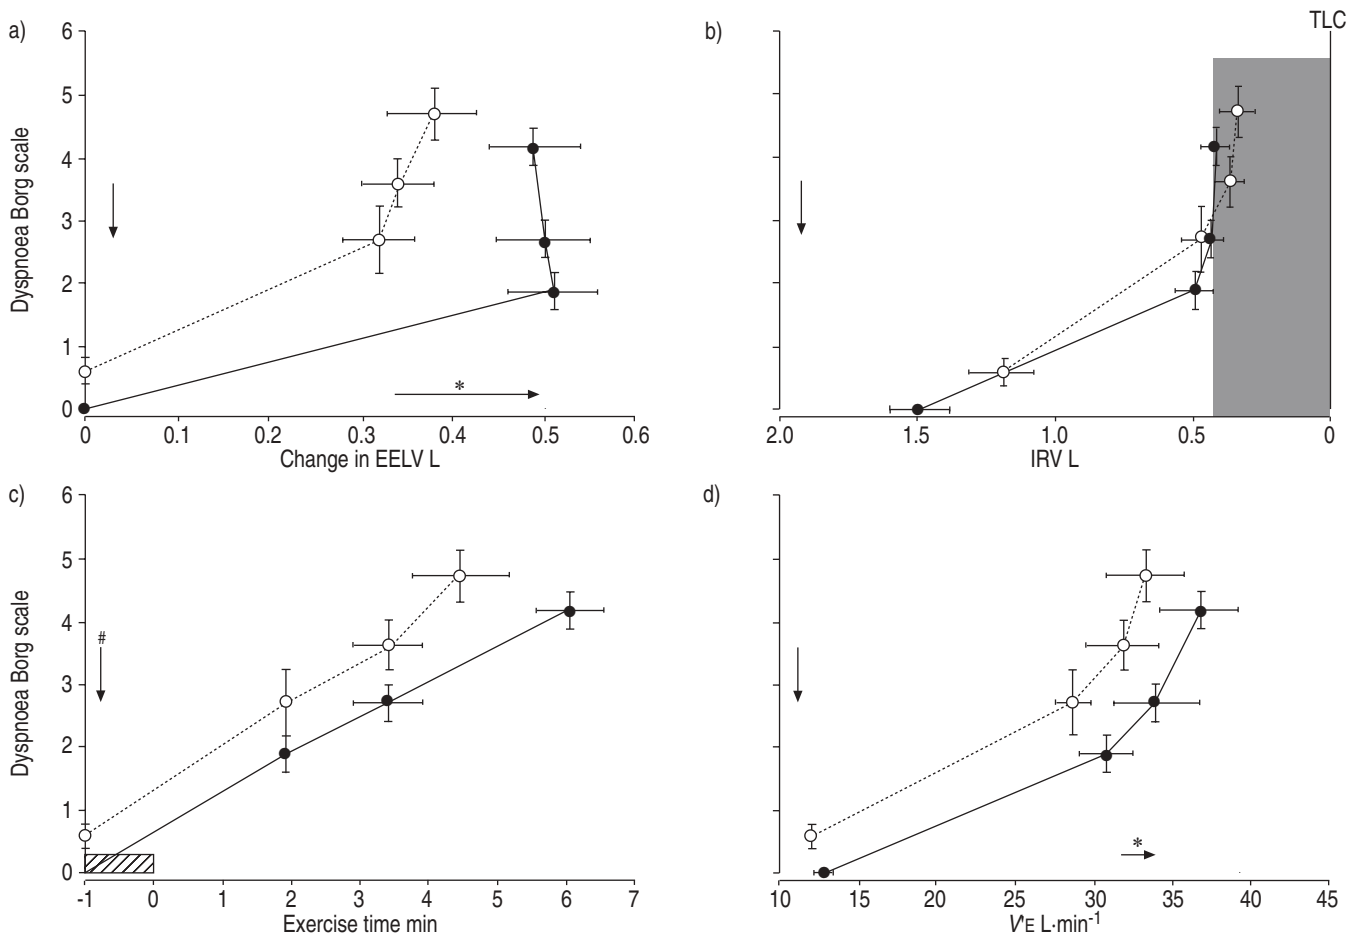 a)
6
5
4
3
2
1
0
Dyspnoea Borg scale
*
0 0.1 0.2 0.3 0.4 0.5 0.6
Change in EELV L
b)
TLC
2.0 1.5 1.0 0.5 0
IRV L
c)
6
5
4
3
2
1
0
Dyspnoea Borg scale
#
-1 0 1 2 3 4 5 6 7
Exercise time min
d)
*
10 15 20 25 30 35 40 45
V'E L·min-1